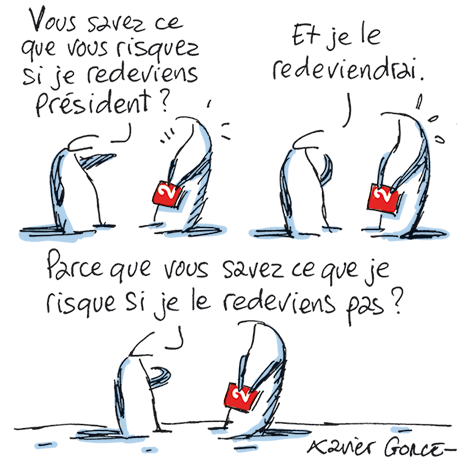 Vous savez ce
que vous risquez
si je redeviens
Président ?
Et je le
redeviendrai.
2
2
Parce que vous savez ce que je
risque si je le redeviens pas ?
2
Xavier GORCE